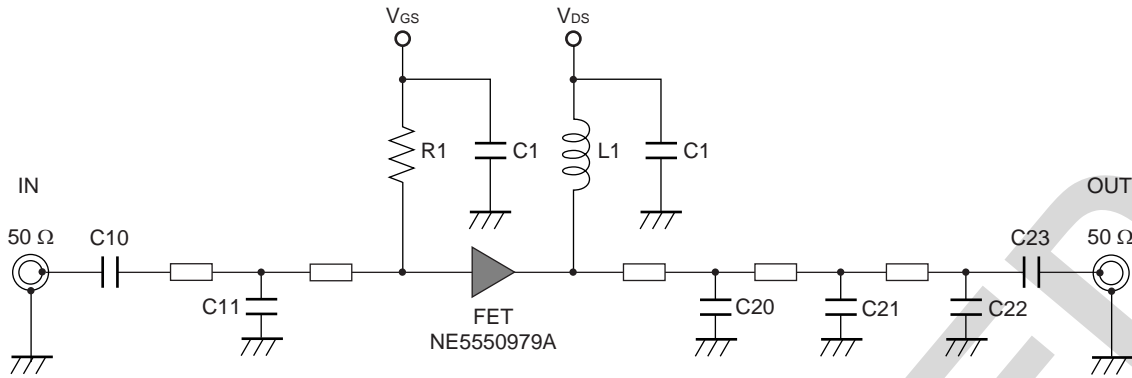 VGS
VDS
R1
C1
L1
C1
IN
OUT
50 Ω
C10
C23
50 Ω
C11
C20
C21
C22
FET
NE5550979A